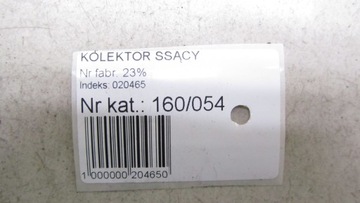 KOLEKTOR SSĄCY
Nr fabr. 23%
Indeks: 020465
Nr kat.: 160/054
1 000000 204650